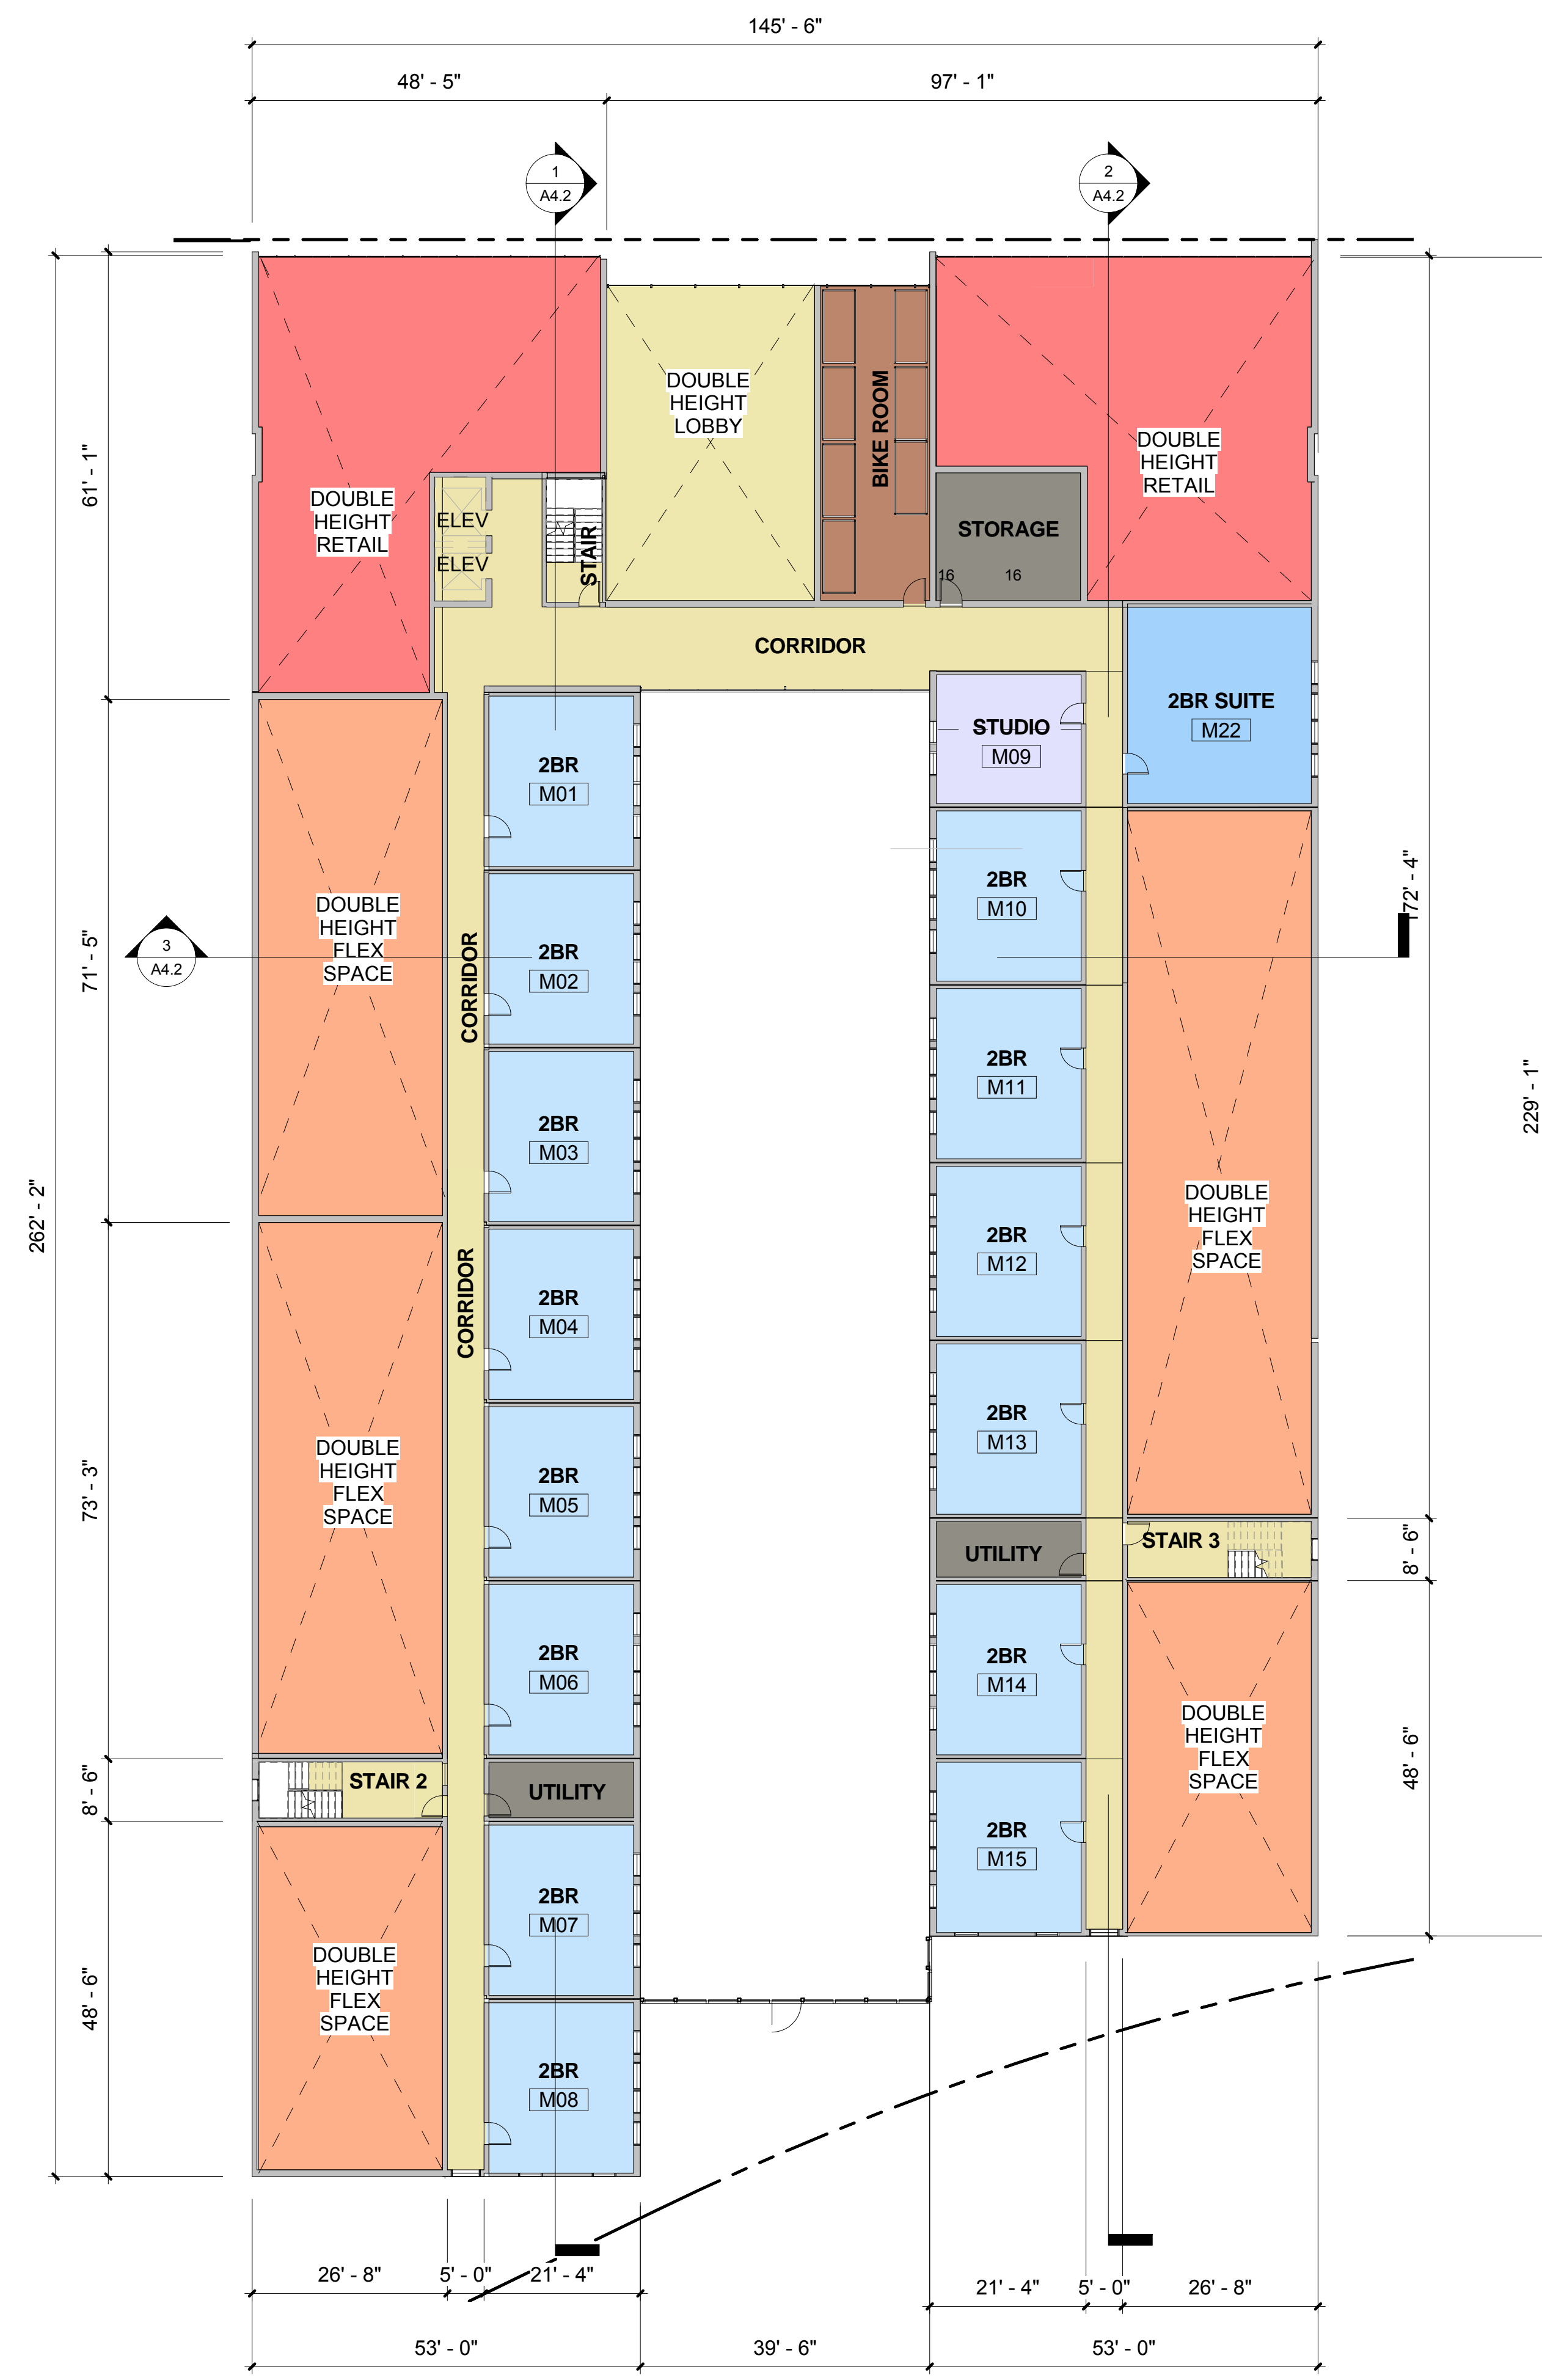 145' - 6"
48' - 5"
97' - 1"
1
A4.2
2
A4.2
DOUBLE
HEIGHT
LOBBY
BIKE ROOM
DOUBLE
HEIGHT
RETAIL
61' - 1"
DOUBLE
HEIGHT
RETAIL
ELEV
ELEV
STAIR
STORAGE
16
16
CORRIDOR
2BR SUITE
M22
STUDIO
M09
2BR
M01
2BR
M10
172' - 4"
DOUBLE
HEIGHT
FLEX
SPACE
71' - 5"
3
A4.2
CORRIDOR
2BR
M02
2BR
M11
229' - 1"
2BR
M03
262' - 2"
DOUBLE
HEIGHT
FLEX
SPACE
2BR
M12
CORRIDOR
2BR
M04
2BR
M13
DOUBLE
HEIGHT
FLEX
SPACE
73' - 3"
2BR
M05
UTILITY
STAIR 3
8' - 6"
2BR
M06
2BR
M14
DOUBLE
HEIGHT
FLEX
SPACE
48' - 6"
8' - 6"
STAIR 2
UTILITY
2BR
M15
2BR
M07
DOUBLE
HEIGHT
FLEX
SPACE
48' - 6"
2BR
M08
26' - 8"
5' - 0"
21' - 4"
21' - 4"
5' - 0"
26' - 8"
53' - 0"
39' - 6"
53' - 0"